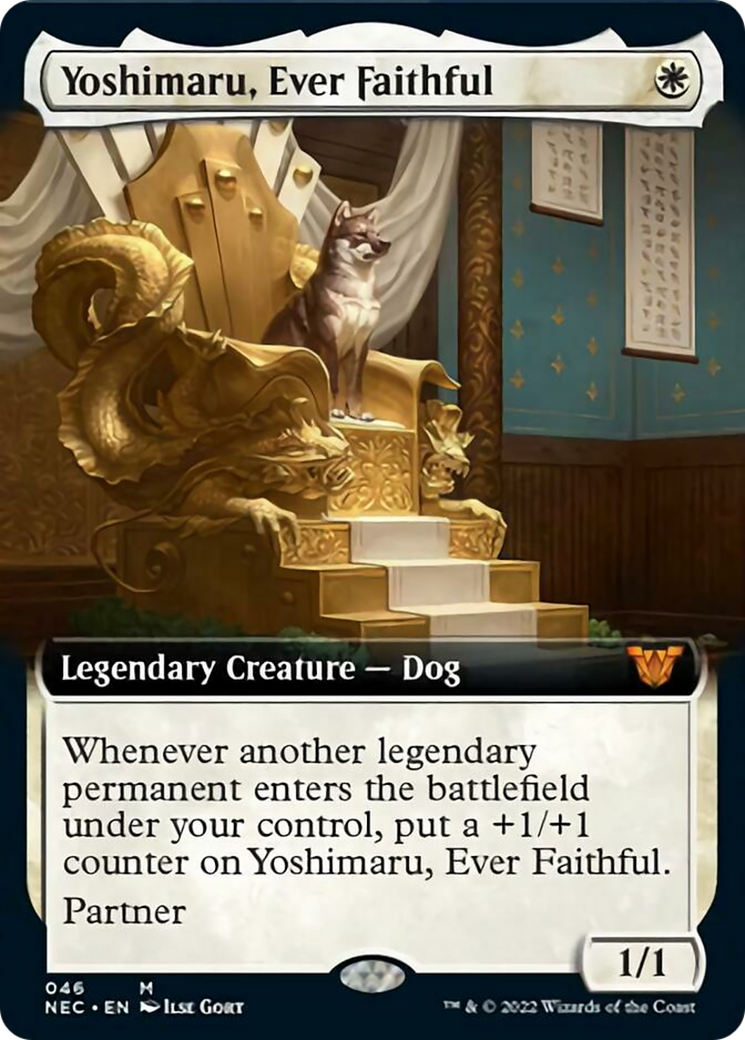 Yoshimaru, Ever Faithful
Legendary Creature — Dog
Whenever another legendary
permanent enters the battlefield
under your control, put a +1/+1
counter on Yoshimaru, Ever Faithful.
Partner
1/1
046 M
NEC • EN Ilse Gort
™ & © 2022 Wizards of the Coast